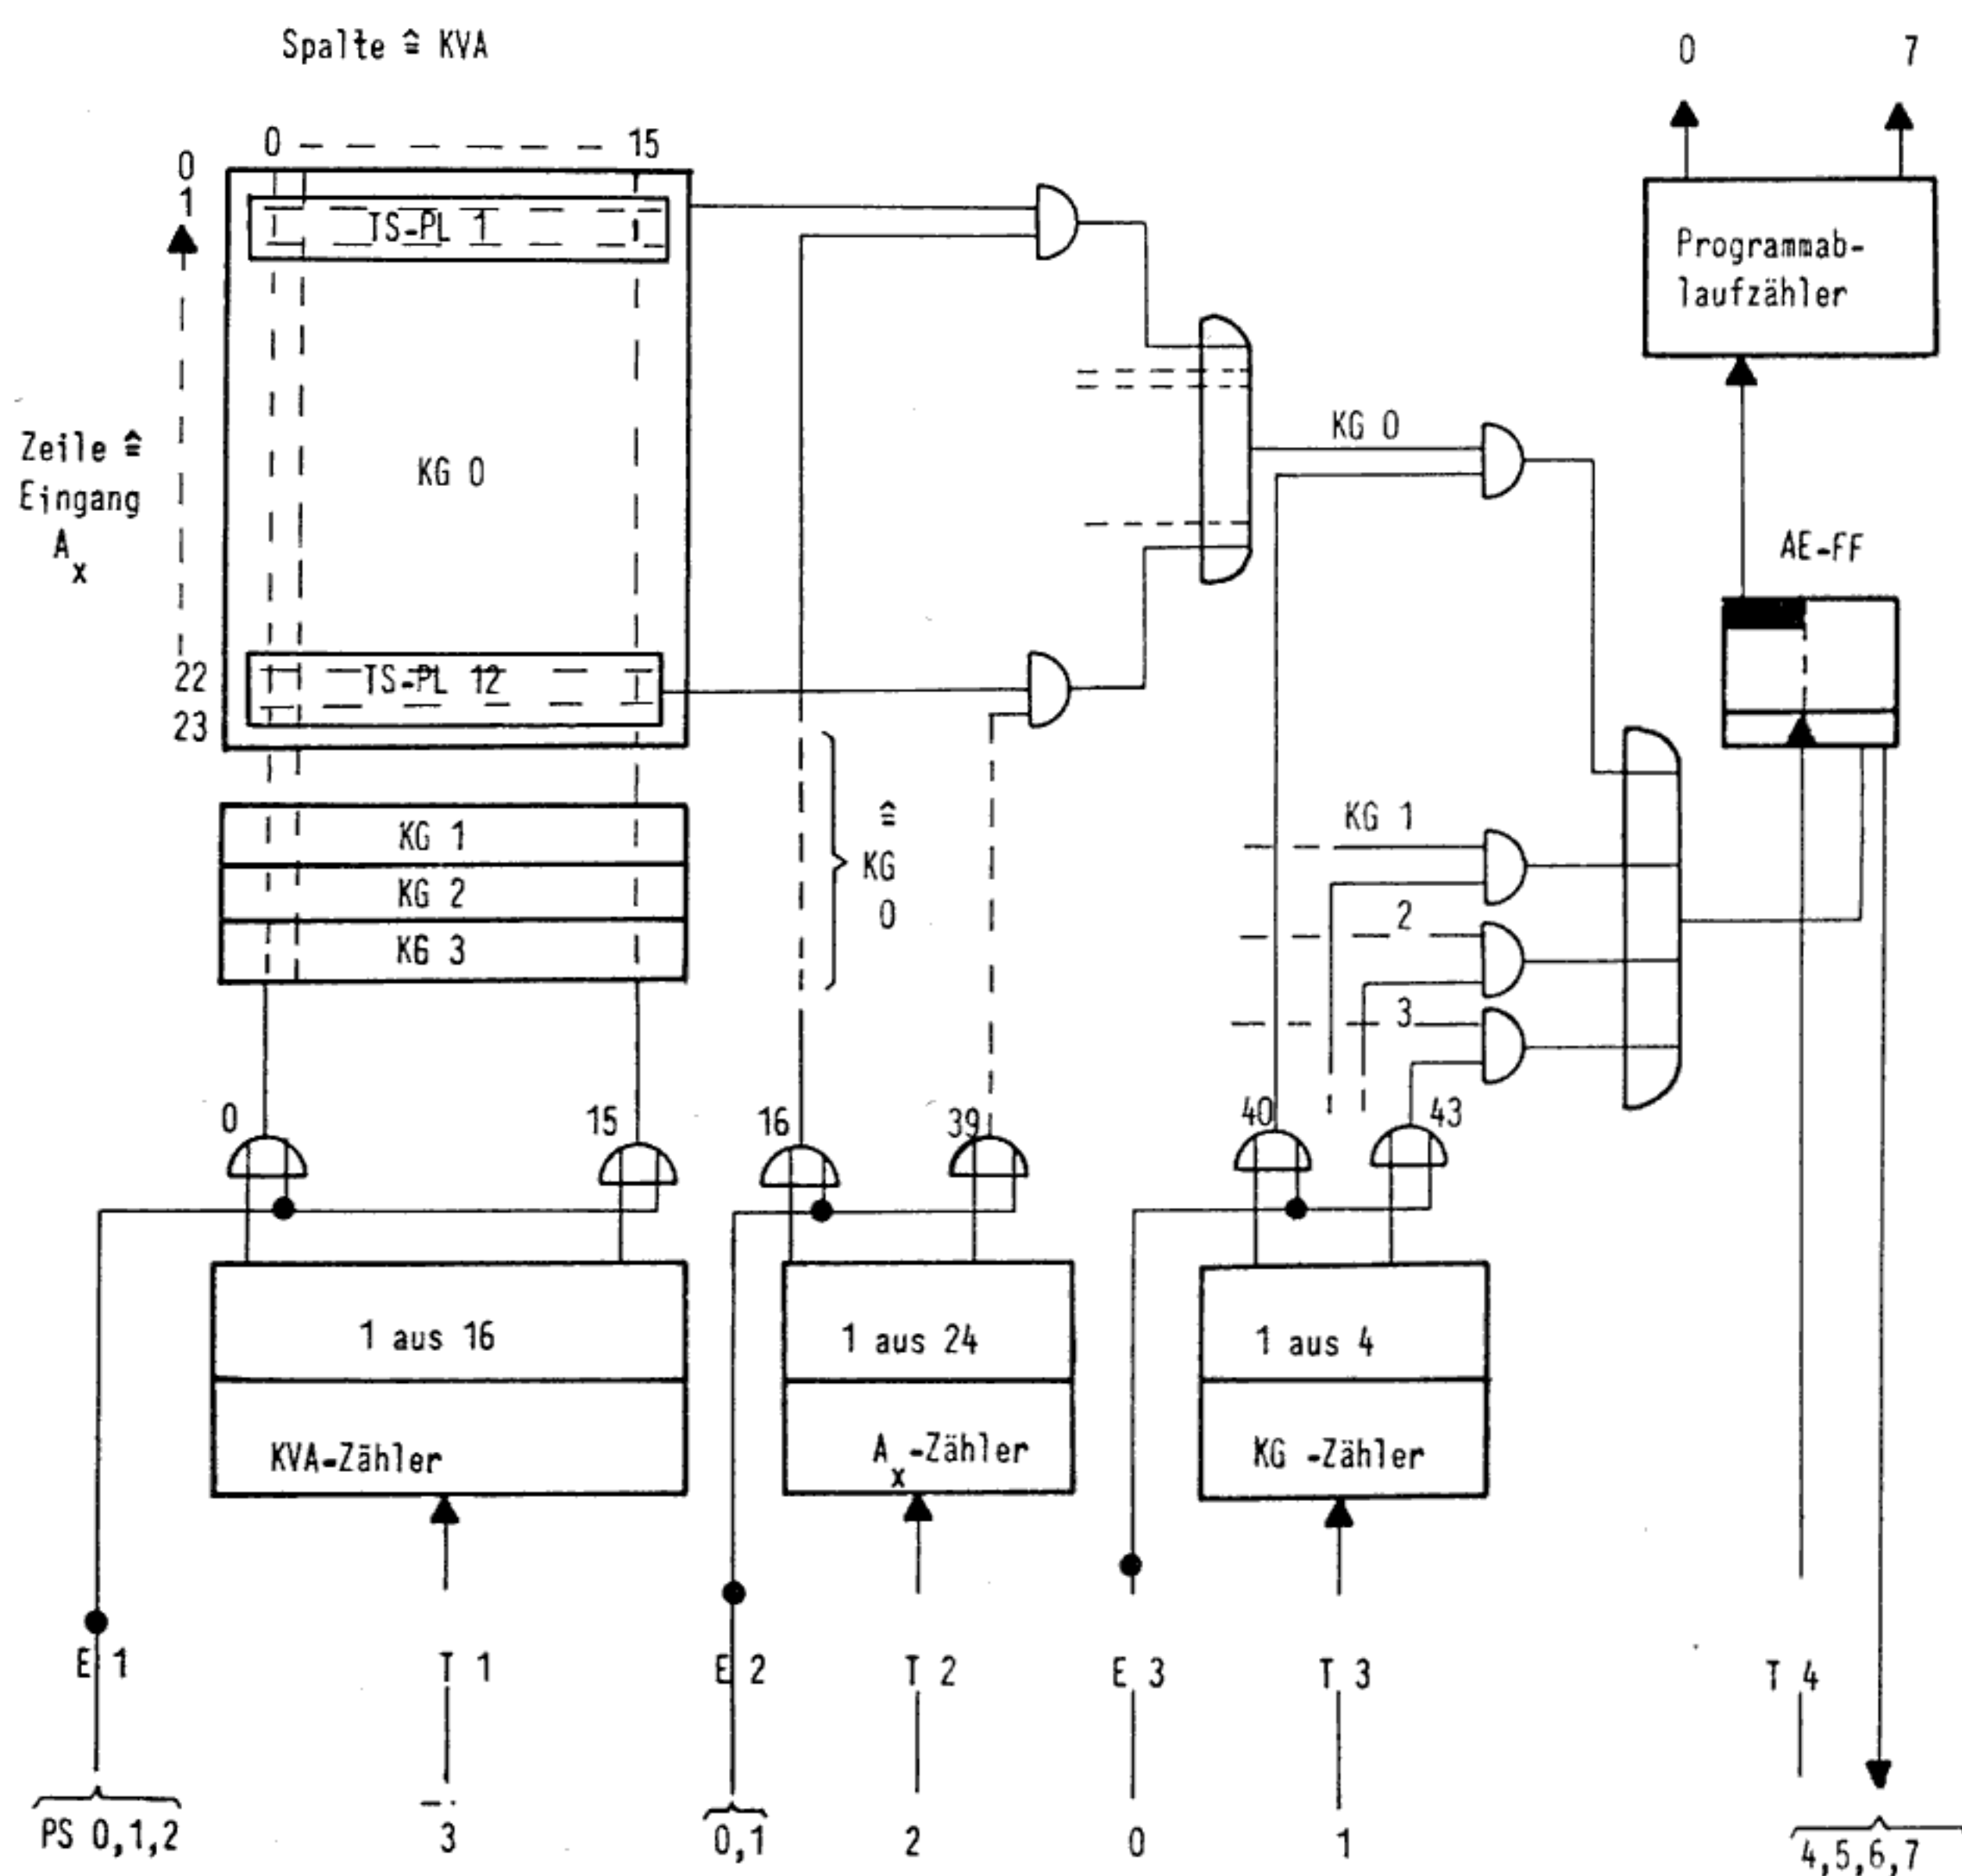 Spalte ≙ KVA
0
7
0
15
0
1
TS-PL 1
Programmab-
laufzähler
KG 0
Zeile ≙
Eingang
A x
KG 0
AE-FF
22
TS-PL 12
23
KG 1
≙
KG
0
KG 1
KG 2
2
KG 3
3
0
15
16
39
40
43
1 aus 16
1 aus 24
1 aus 4
KVA-Zähler
A x -Zähler
KG -Zähler
E 1
T 1
E 2
T 2
E 3
T 3
T 4
PS 0,1,2
3
0,1
2
0
1
4,5,6,7